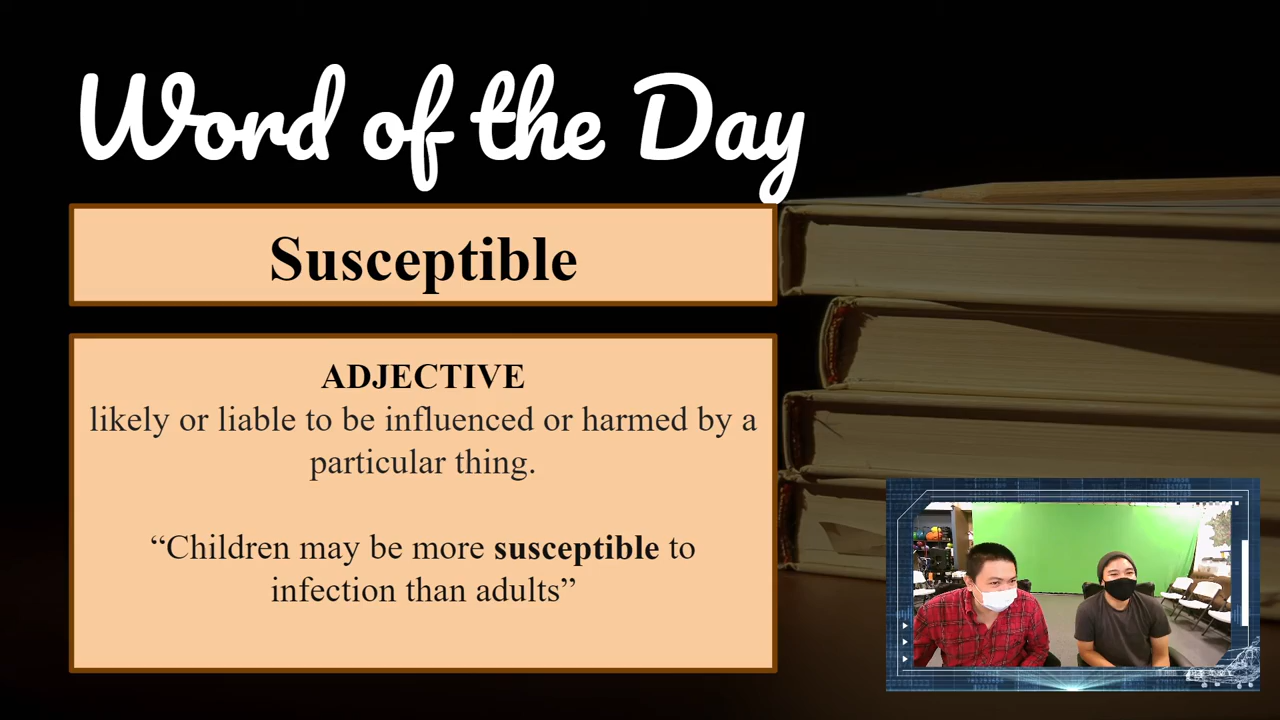 Word of the Day
Susceptible
ADJECTIVE
likely or liable to be influenced or harmed by a
particular thing.
“Children may be more susceptible to
infection than adults”